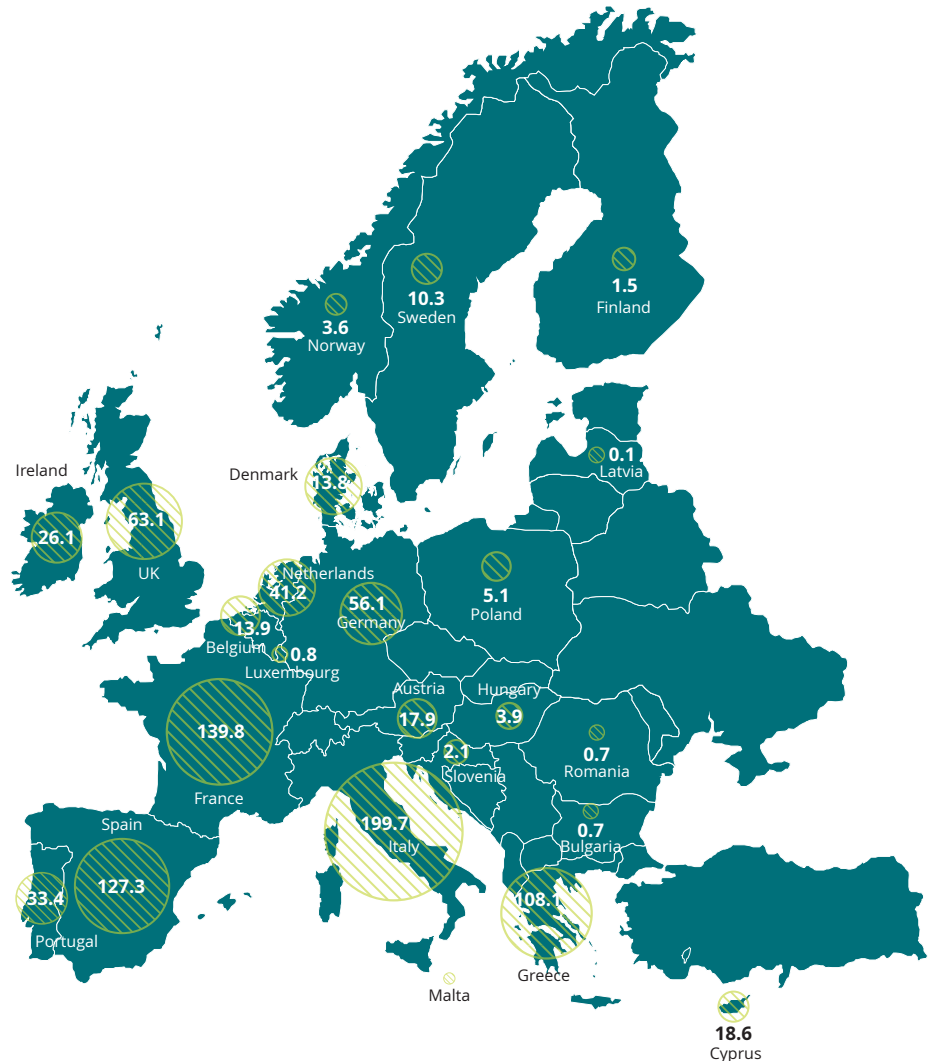 1.5
Finland
10.3
Sweden
3.6
Norway
0.1
Latvia
Ireland
26.1
Denmark
13.8
63.1
UK
Netherlands
41.2
56.1
Germany
5.1
Poland
13.9
Belgium
0.8
Luxembourg
Austria
17.9
Hungary
3.9
139.8
France
2.1
Slovenia
0.7
Romania
199.7
Italy
0.7
Bulgaria
Spain
127.3
33.4
Portugal
108.1
Greece
Malta
18.6
Cyprus